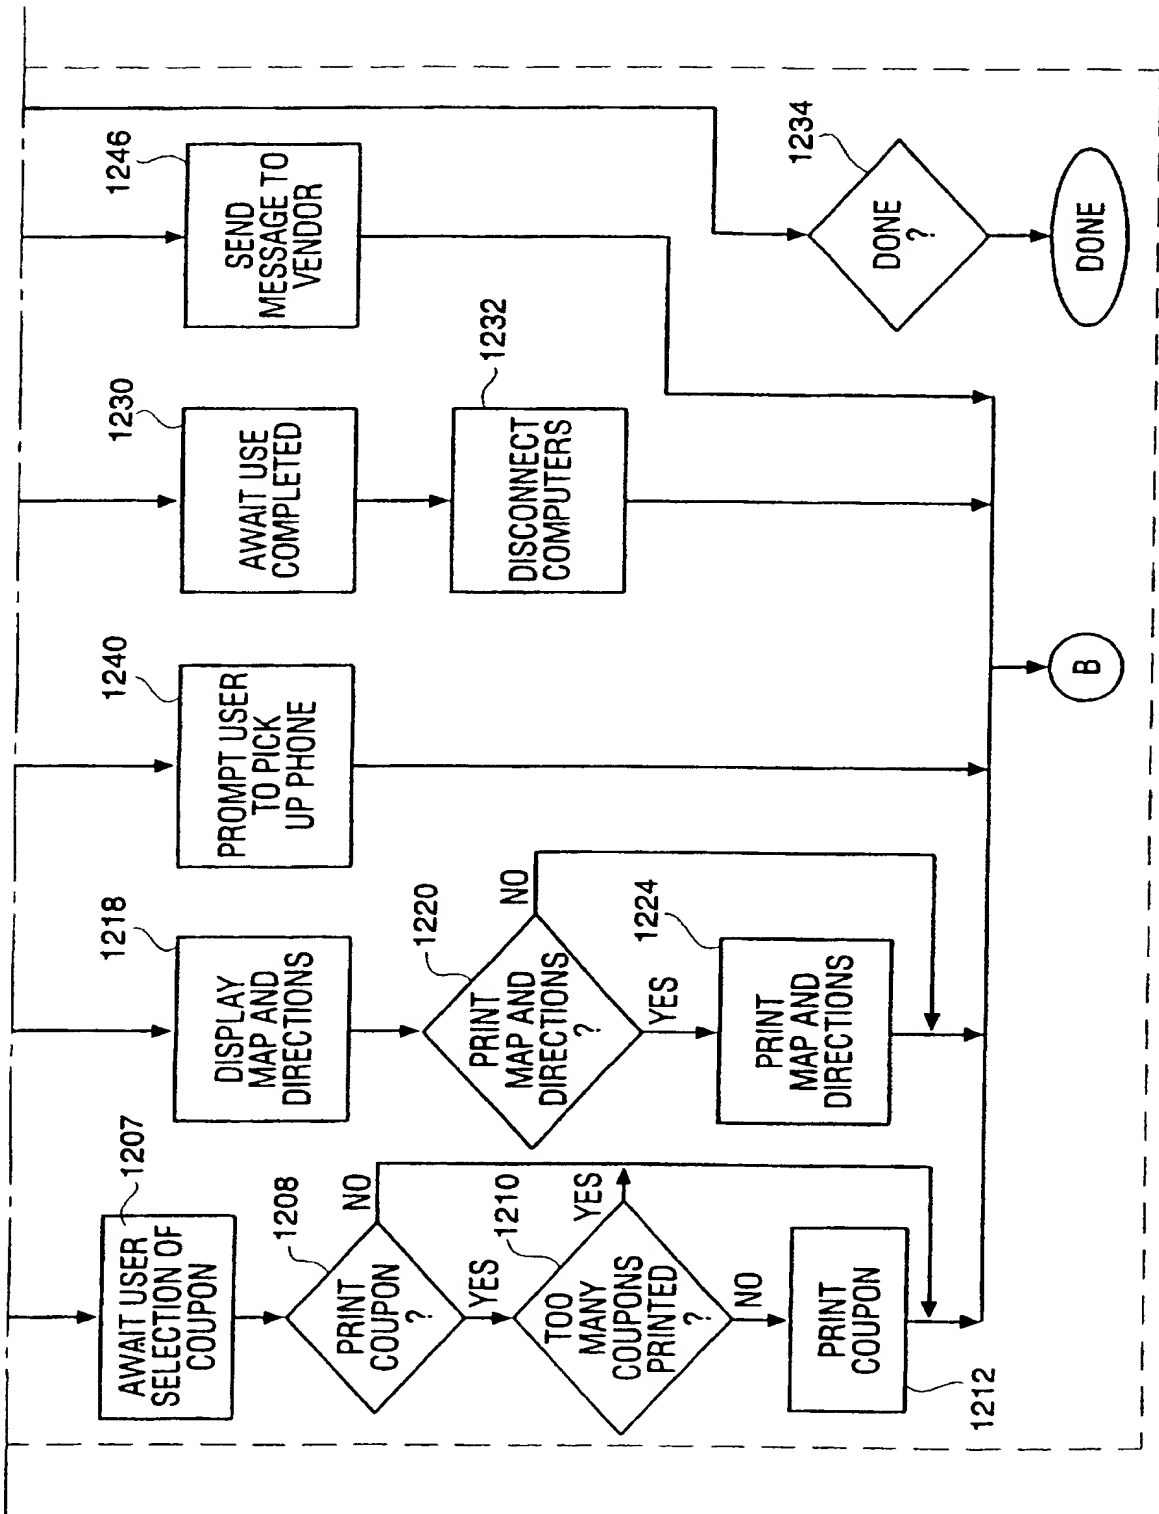 1207
AWAIT USER
SELECTION OF
COUPON
1208
PRINT
COUPON
?
NO
YES
1210
TOO
MANY
COUPONS
PRINTED
?
YES
NO
PRINT
COUPON
1212
1218
DISPLAY
MAP AND
DIRECTIONS
1220
PRINT
MAP AND
DIRECTIONS
?
NO
YES
1224
PRINT
MAP AND
DIRECTIONS
1240
PROMPT USER
TO PICK
UP PHONE
1230
AWAIT USE
COMPLETED
1232
DISCONNECT
COMPUTERS
1246
SEND
MESSAGE TO
VENDOR
1234
DONE
?
DONE
B